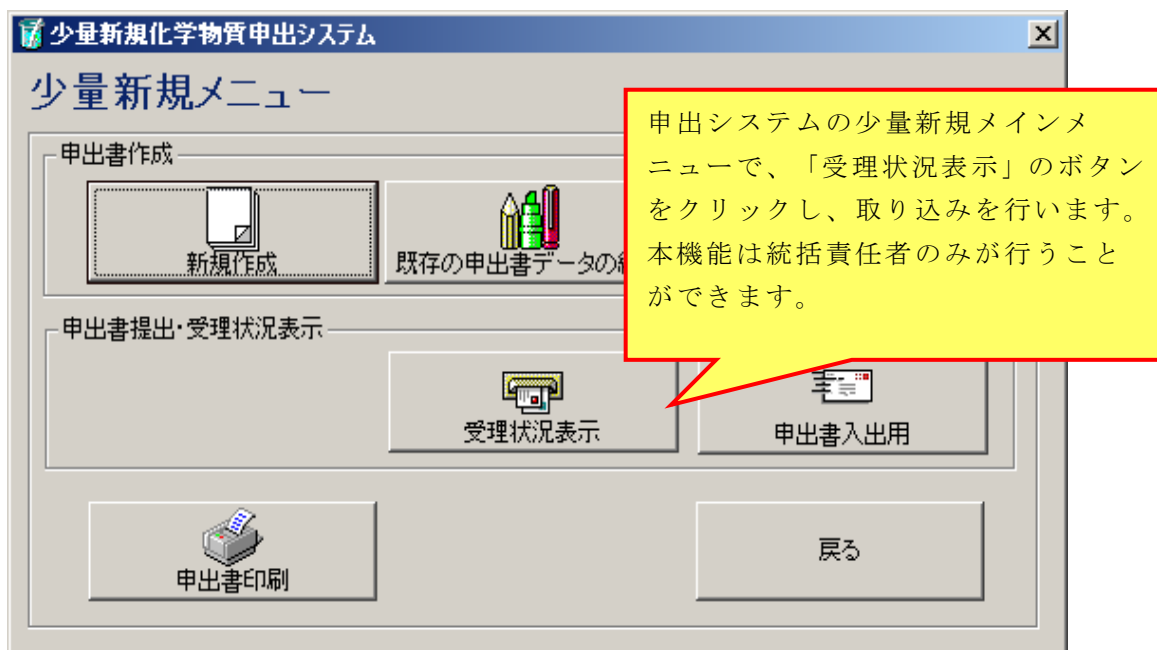 少量新規化学物質申出システム
少量新規メニュー
申出システムの少量新規メインメ
ニューで、「受理状況表示」のボタン
をクリックし、取り込みを行います。
本機能は統括責任者のみが行うこと
ができます。
申出書作成
新規作成
既存の申出書データの
申出書提出・受理状況表示
受理状況表示
申出書入出用
申出書印刷
戻る